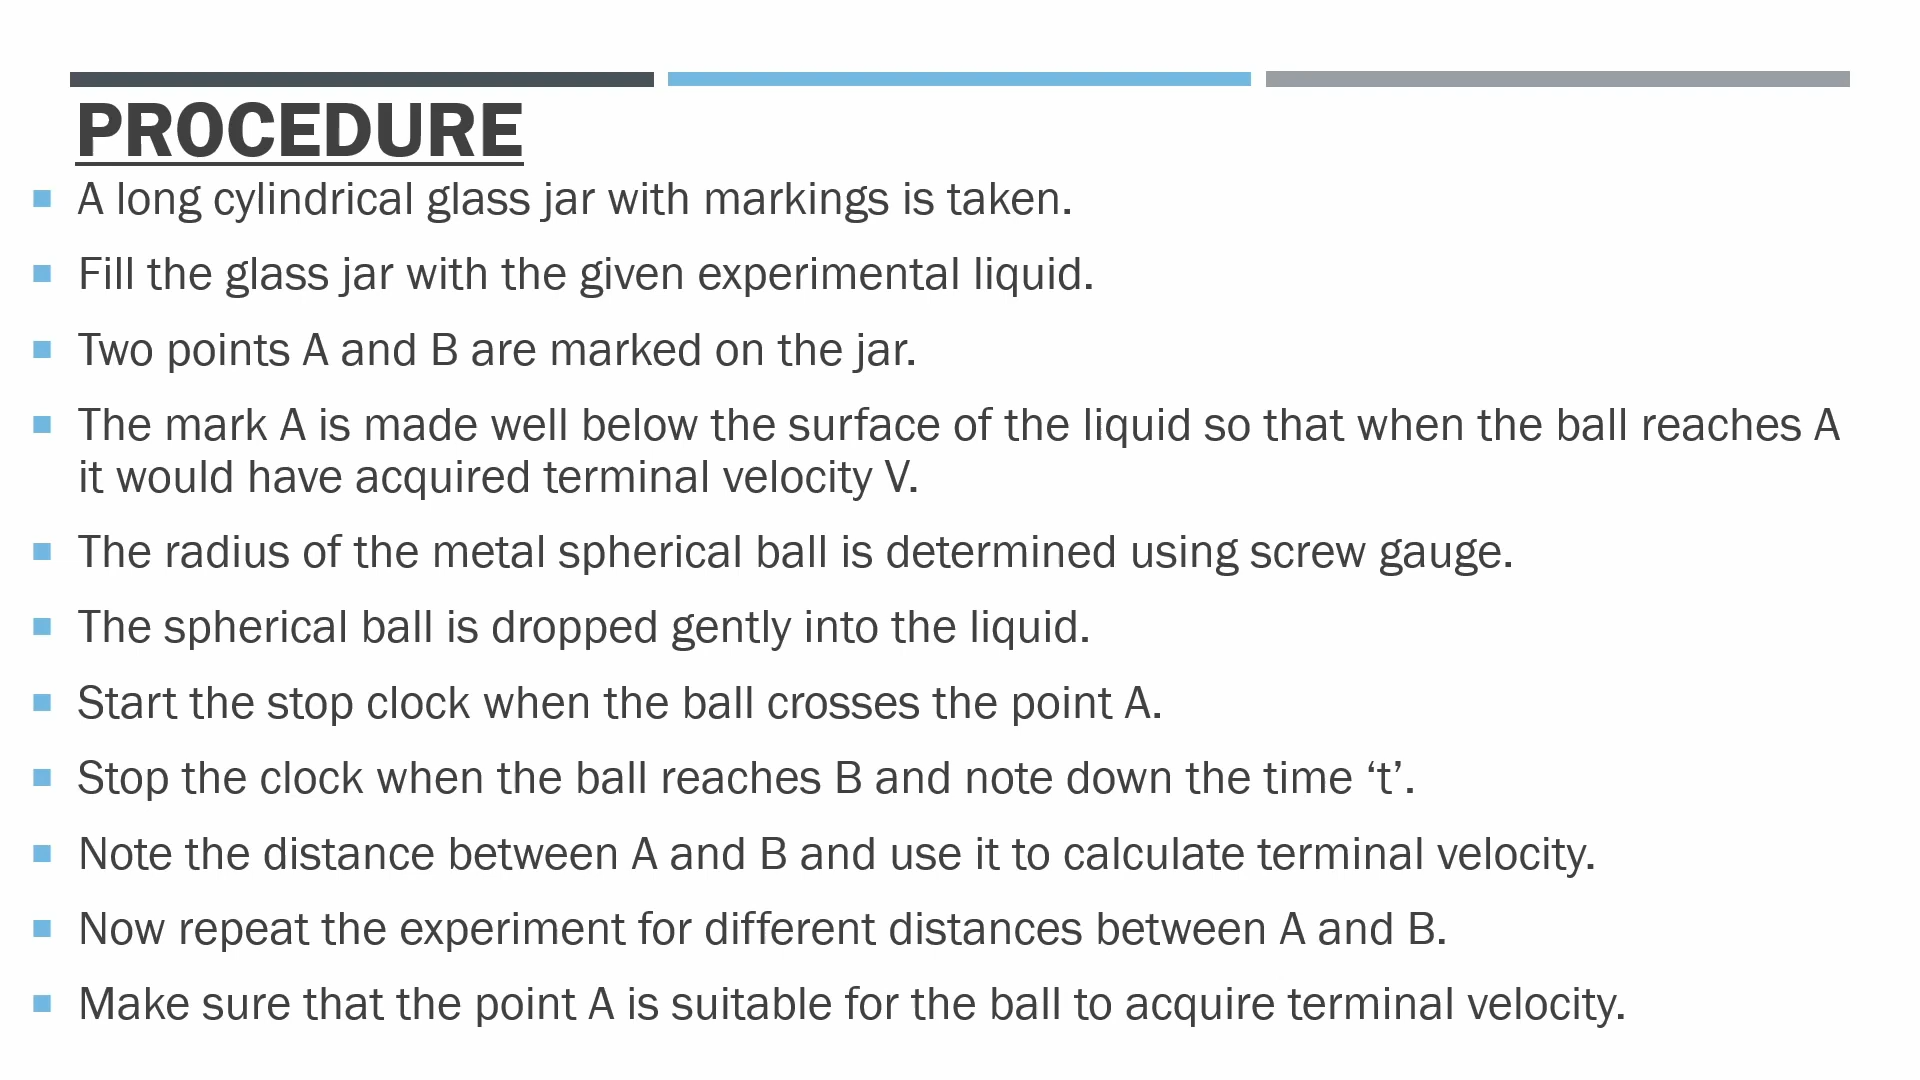 PROCEDURE
A long cylindrical glass jar with markings is taken.
Fill the glass jar with the given experimental liquid.
Two points A and B are marked on the jar.
The mark A is made well below the surface of the liquid so that when the ball reaches A
it would have acquired terminal velocity V.
The radius of the metal spherical ball is determined using screw gauge.
The spherical ball is dropped gently into the liquid.
Start the stop clock when the ball crosses the point A.
Stop the clock when the ball reaches B and note down the time ‘t’.
Note the distance between A and B and use it to calculate terminal velocity.
Now repeat the experiment for different distances between A and B.
Make sure that the point A is suitable for the ball to acquire terminal velocity.